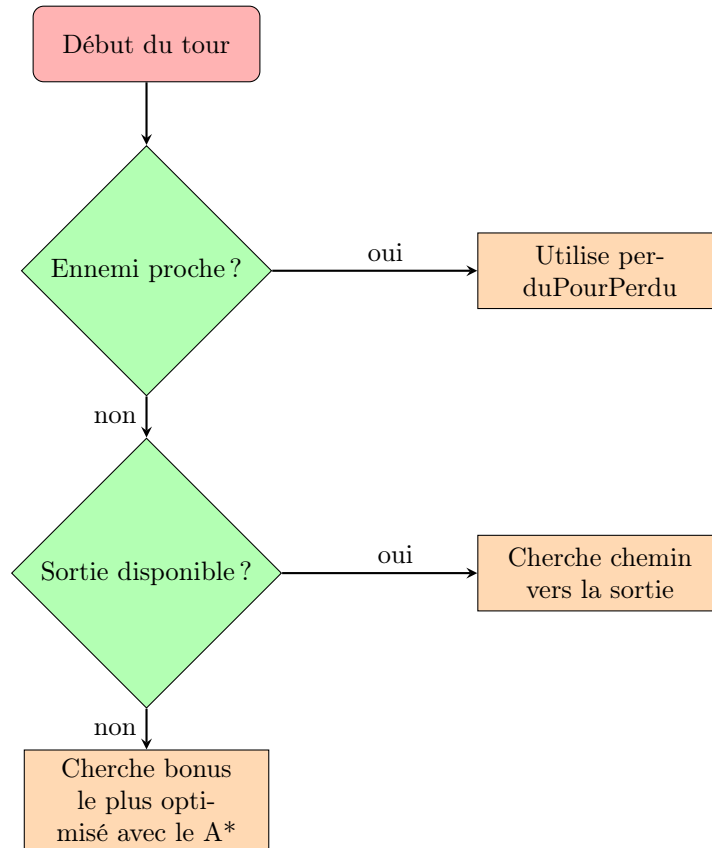 Début du tour
Ennemi proche ?
oui
Utilise per-
duPourPerdu
non
Sortie disponible ?
oui
Cherche chemin
vers la sortie
non
Cherche bonus
le plus opti-
misé avec le A*